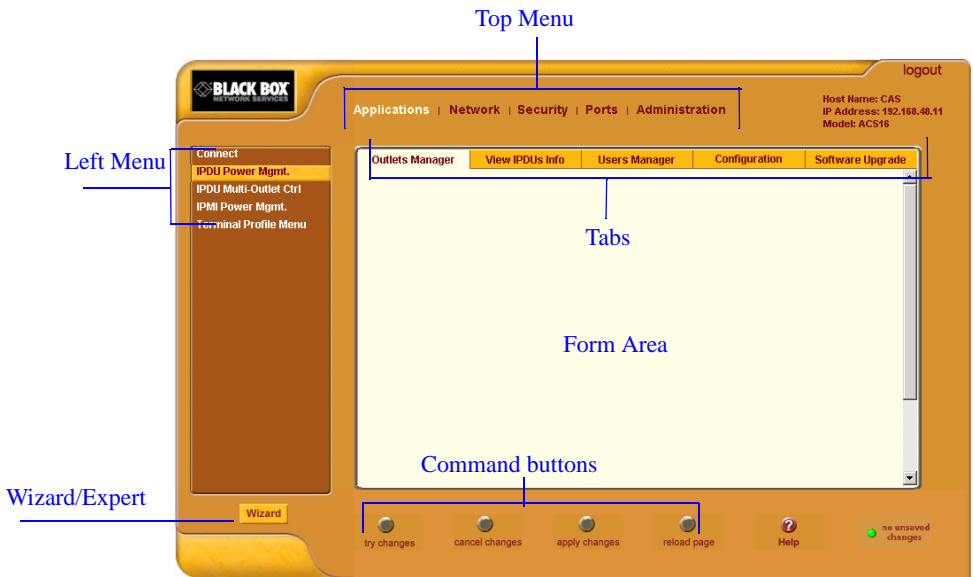 Top Menu
logout
BLACK BOX
NETWORK SERVICES
Applications | Network | Security | Ports | Administration
Host Name: CAS
IP Address: 192.168.48.11
Model: ACS16
Left Menu
Connect
IPDU Power Mgmt.
IPDU Multi-Outlet Ctrl
IPMI Power Mgmt.
Terminal Profile Menu
Outlets Manager
View IPDUs Info
Users Manager
Configuration
Software Upgrade
Tabs
Form Area
Command buttons
Wizard/Expert
Wizard
try changes
cancel changes
apply changes
reload page
?
Help
no unsaved
changes